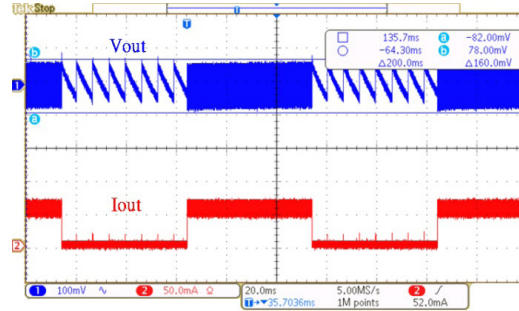 Tek Stop
T
T
b
Vout
135.7ms
a
-82.00mV
-64.30ms
b
78.00mV
Δ200.0ms
Δ160.0mV
1
a
Iout
2
1
100mV
2
50.0mA
Ω
20.0ms
5.00MS/s
2
T→▼35.7036ms
1M points
52.0mA